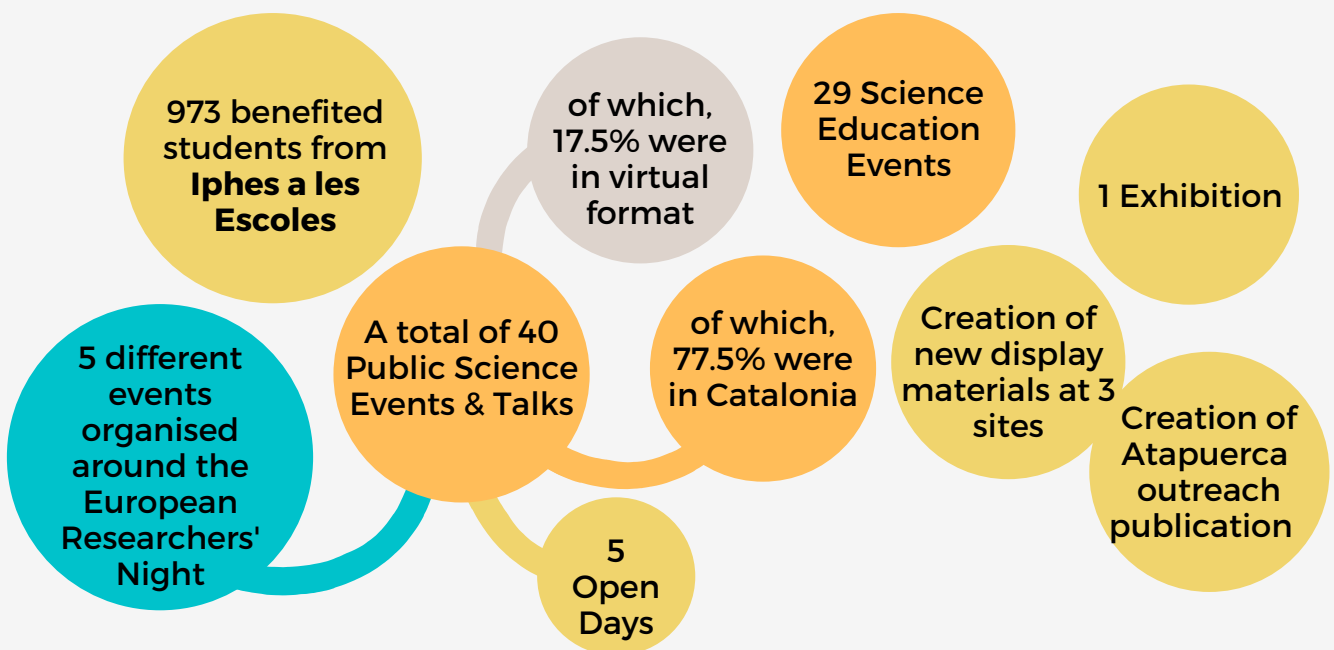 973 benefited
students from
Iphes a les
Escoles
of which,
17.5% were
in virtual
format
29 Science
Education
Events
1 Exhibition
5 different
events
organised
around the
European
Researchers'
Night
A total of 40
Public Science
Events & Talks
of which,
77.5% were
in Catalonia
Creation of
new display
materials at 3
sites
Creation of
Atapuerca
outreach
publication
5
Open
Days